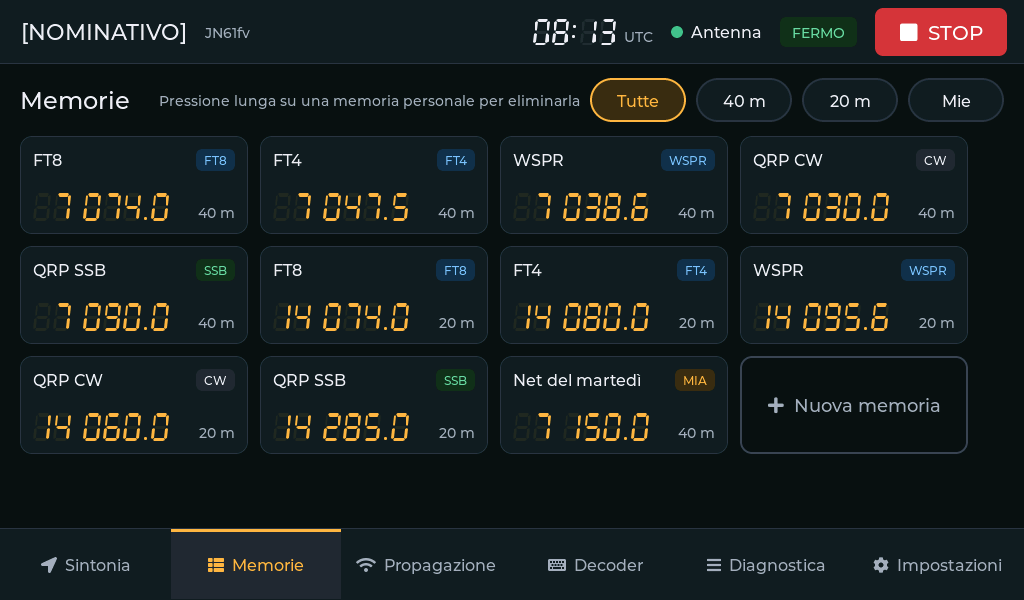 [NOMINATIVO] JN61fv 08:13 UTC Antenna FERMO STOP
Memorie Pressione lunga su una memoria personale per eliminarla Tutte 40 m 20 m Mie
FT8 FT8 FT4 FT4 WSPR WSPR QRP CW CW
7 074.0 40 m 7 047.5 40 m 7 038.6 40 m 7 030.0 40 m
QRP SSB SSB FT8 FT8 FT4 FT4 WSPR WSPR
7 090.0 40 m 14 074.0 20 m 14 080.0 20 m 14 095.6 20 m
QRP CW CW QRP SSB SSB Net del martedì MIA
Nuova memoria
14 060.0 20 m 14 285.0 20 m 7 150.0 40 m
Sintonia Memorie Propagazione Decoder Diagnostica Impostazioni